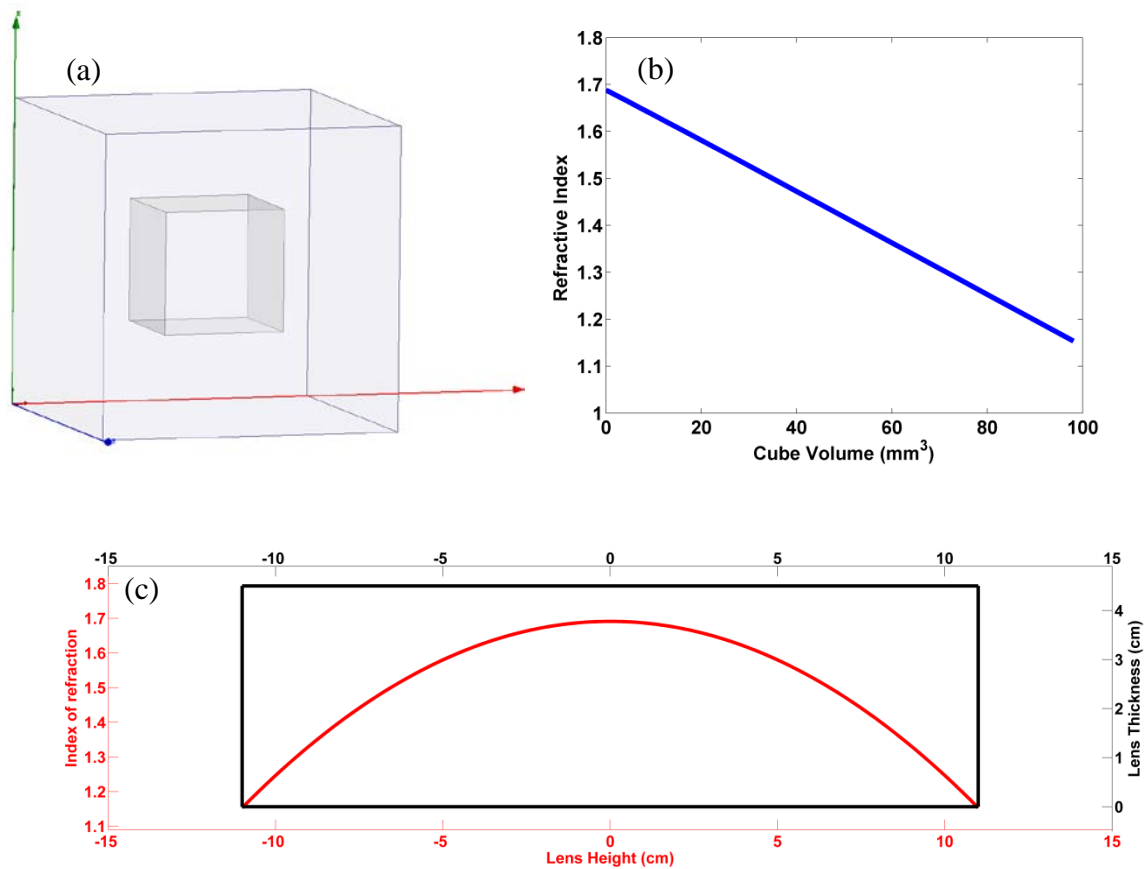 (a)
(b)
1.8
1.7
1.6
1.5
1.4
1.3
1.2
1.1
1
Refractive Index
0 20 40 60 80 100
Cube Volume (mm³)
(c)
-15 -10 -5 0 5 10 15
1.8
1.7
1.6
1.5
1.4
1.3
1.2
1.1
Index of refraction
4
3
2
1
0
Lens Thickness (cm)
-15 -10 -5 0 5 10 15
Lens Height (cm)